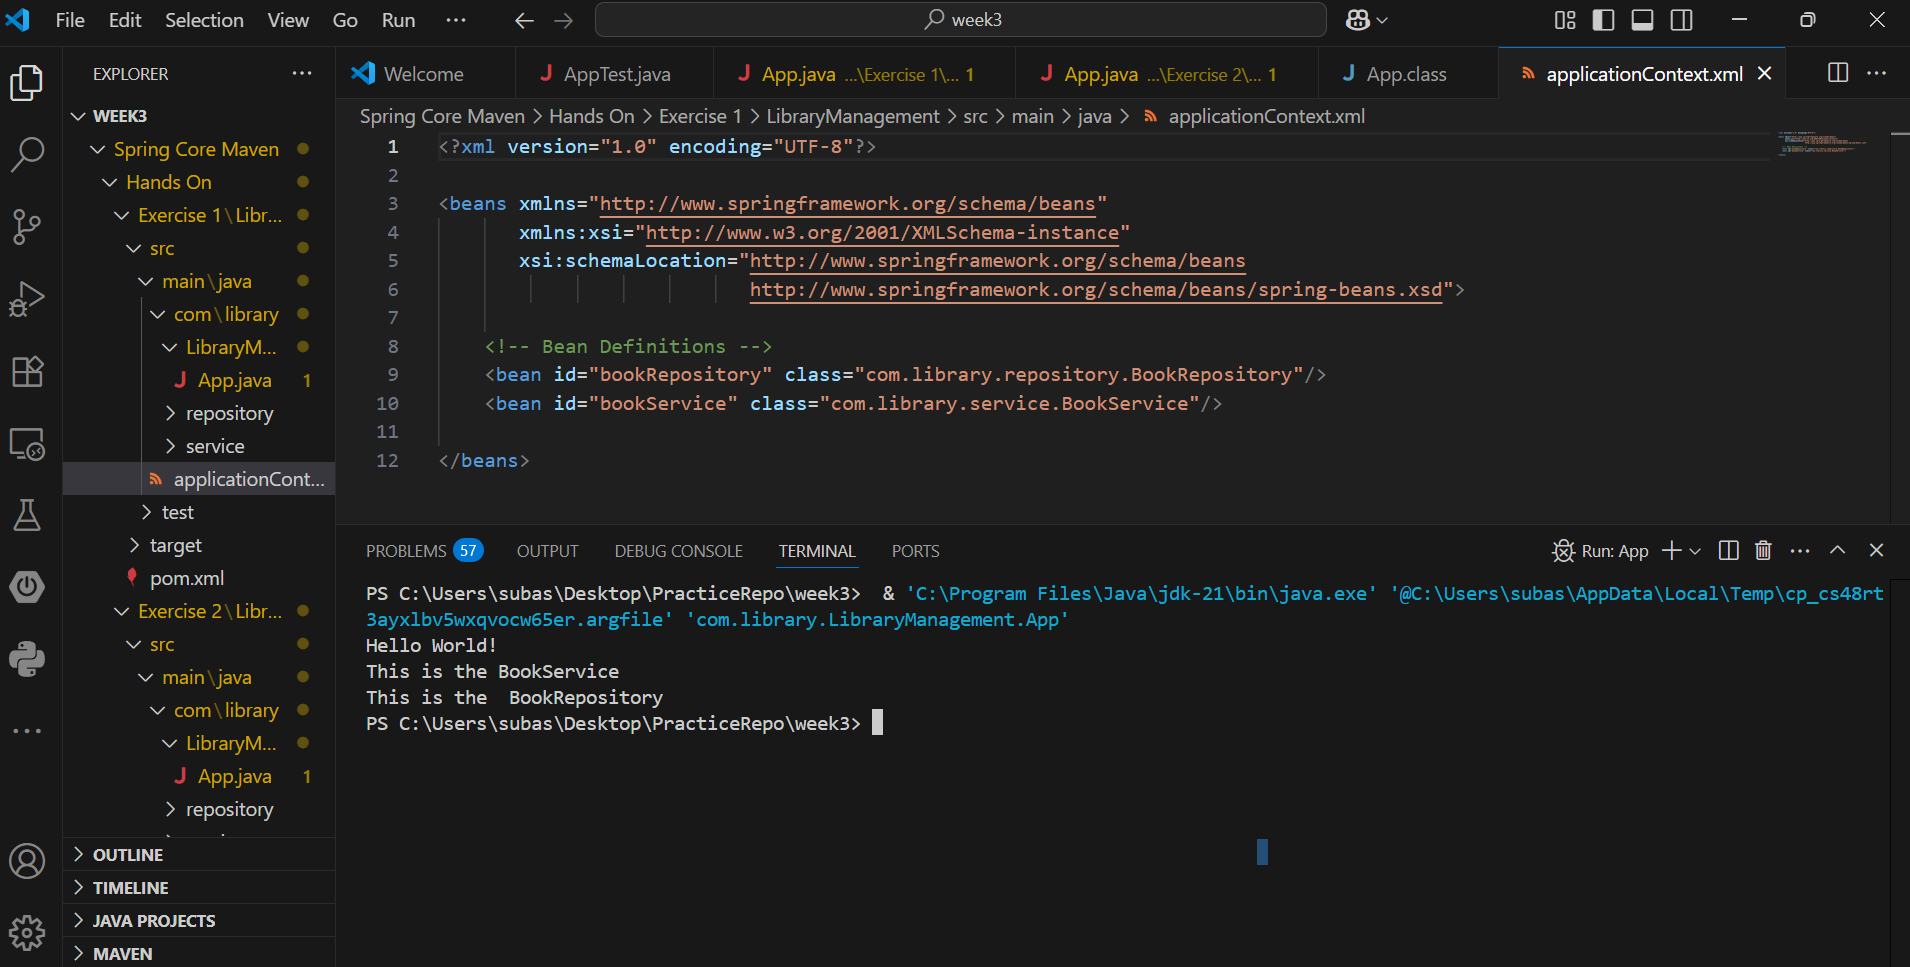 File Edit Selection View Go Run ···
week3
EXPLORER ···
WEEK3
Spring Core Maven
Hands On
Exercise 1\Libr...
src
main\java
com\library
LibraryM...
App.java 1
repository
service
applicationCont...
test
target
pom.xml
Exercise 2\Libr...
src
main\java
com\library
LibraryM...
App.java 1
repository
OUTLINE
TIMELINE
JAVA PROJECTS
MAVEN
Welcome AppTest.java App.java ...\Exercise 1\... 1 App.java ...\Exercise 2\... 1 App.class applicationContext.xml
Spring Core Maven > Hands On > Exercise 1 > LibraryManagement > src > main > java > applicationContext.xml
1 <?xml version="1.0" encoding="UTF-8"?>
2
3 <beans xmlns="http://www.springframework.org/schema/beans"
4 xmlns:xsi="http://www.w3.org/2001/XMLSchema-instance"
5 xsi:schemaLocation="http://www.springframework.org/schema/beans
6 http://www.springframework.org/schema/beans/spring-beans.xsd">
7
8 <!-- Bean Definitions -->
9 <bean id="bookRepository" class="com.library.repository.BookRepository"/>
10 <bean id="bookService" class="com.library.service.BookService"/>
11
12 </beans>
PROBLEMS 57 OUTPUT DEBUG CONSOLE TERMINAL PORTS
Run: App
PS C:\Users\subas\Desktop\PracticeRepo\week3> & 'C:\Program Files\Java\jdk-21\bin\java.exe' '@C:\Users\subas\AppData\Local\Temp\cp_cs48rt
3ayxlbv5wxqvocw65er.argfile' 'com.library.LibraryManagement.App'
Hello World!
This is the BookService
This is the  BookRepository
PS C:\Users\subas\Desktop\PracticeRepo\week3>